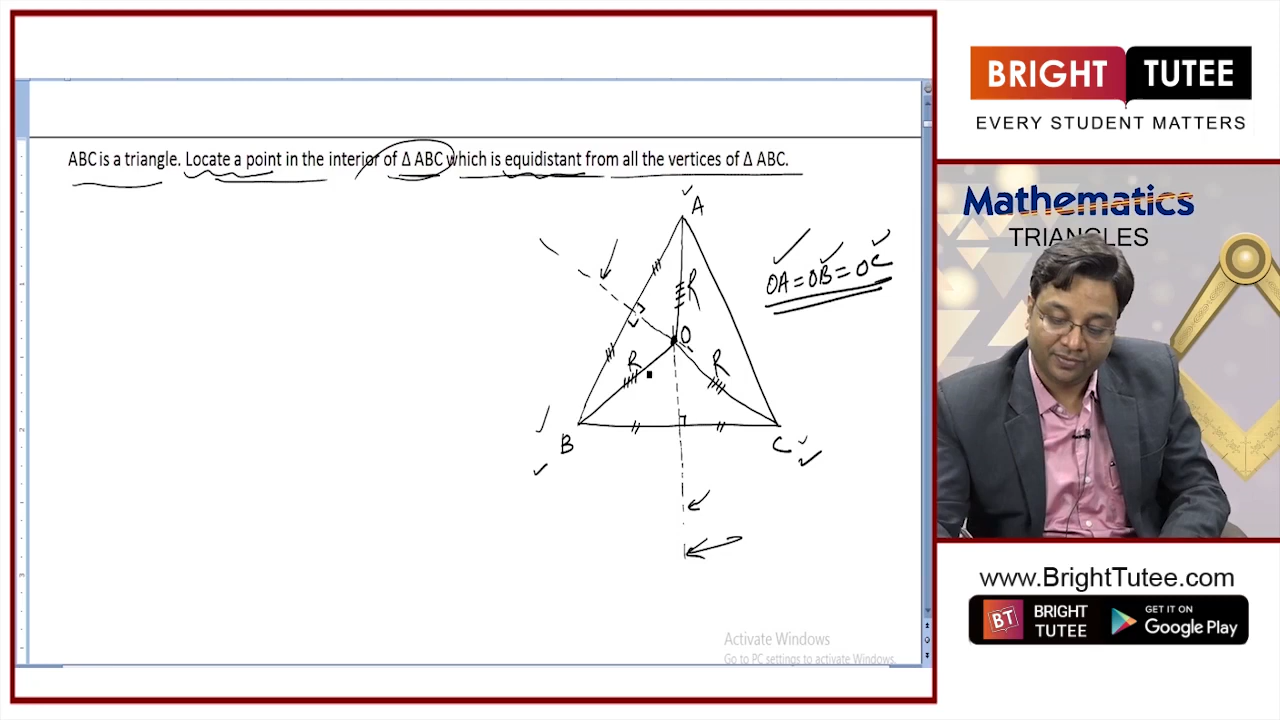 BRIGHT TUTEE
EVERY STUDENT MATTERS
ABC is a triangle. Locate a point in the interior of Δ ABC which is equidistant from all the vertices of Δ ABC.
Mathematics
TRIANGLES
A
OA = OB = OC
R
O
R
R
B
C
www.BrightTutee.com
BT
BRIGHT
TUTEE
GET IT ON
Google Play
Activate Windows
Go to PC settings to activate Windows.